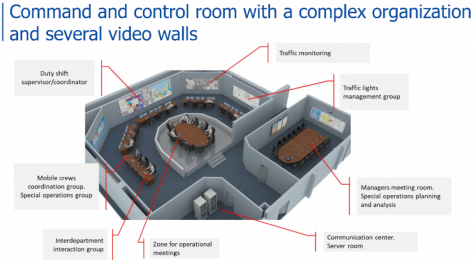 Command and control room with a complex organization
and several video walls
Traffic monitoring
Duty shift
supervisor/coordinator
Traffic lights
management group
Mobile crews
coordination group.
Special operations group
Managers meeting room.
Special operations planning
and analysis
Interdepartment
interaction group
Zone for operational
meetings
Communication center.
Server room